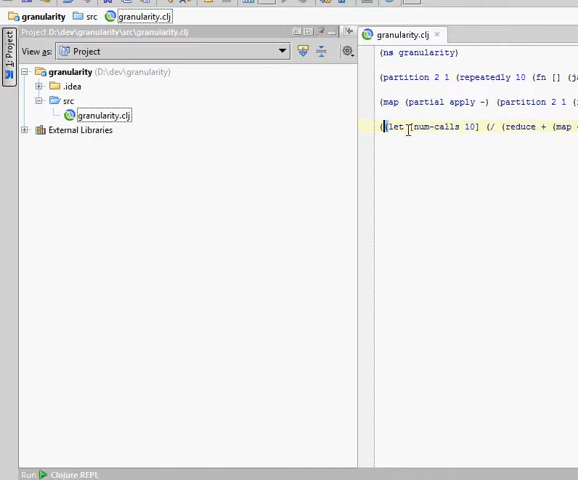 granularity src granularity.clj
Project D:\dev\granularity\src\granularity.clj
granularity.clj
1: Project
View as: Project
granularity (D:\dev\granularity)
.idea
src
granularity.clj
External Libraries
(ns granularity)
(partition 2 1 (repeatedly 10 (fn [] (ja
(map (partial apply -) (partition 2 1 (
((let [num-calls 10] (/ (reduce + (map
Run Clojure REPL